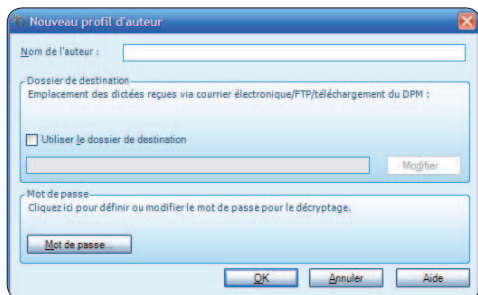 Nouveau profil d'auteur
Nom de l'auteur :
Dossier de destination
Emplacement des dictées reçues via courrier électronique/FTP/téléchargement du DPM :
Utiliser le dossier de destination
Modifier...
Mot de passe
Cliquez ici pour définir ou modifier le mot de passe pour le décryptage.
Mot de passe...
OK Annuler Aide